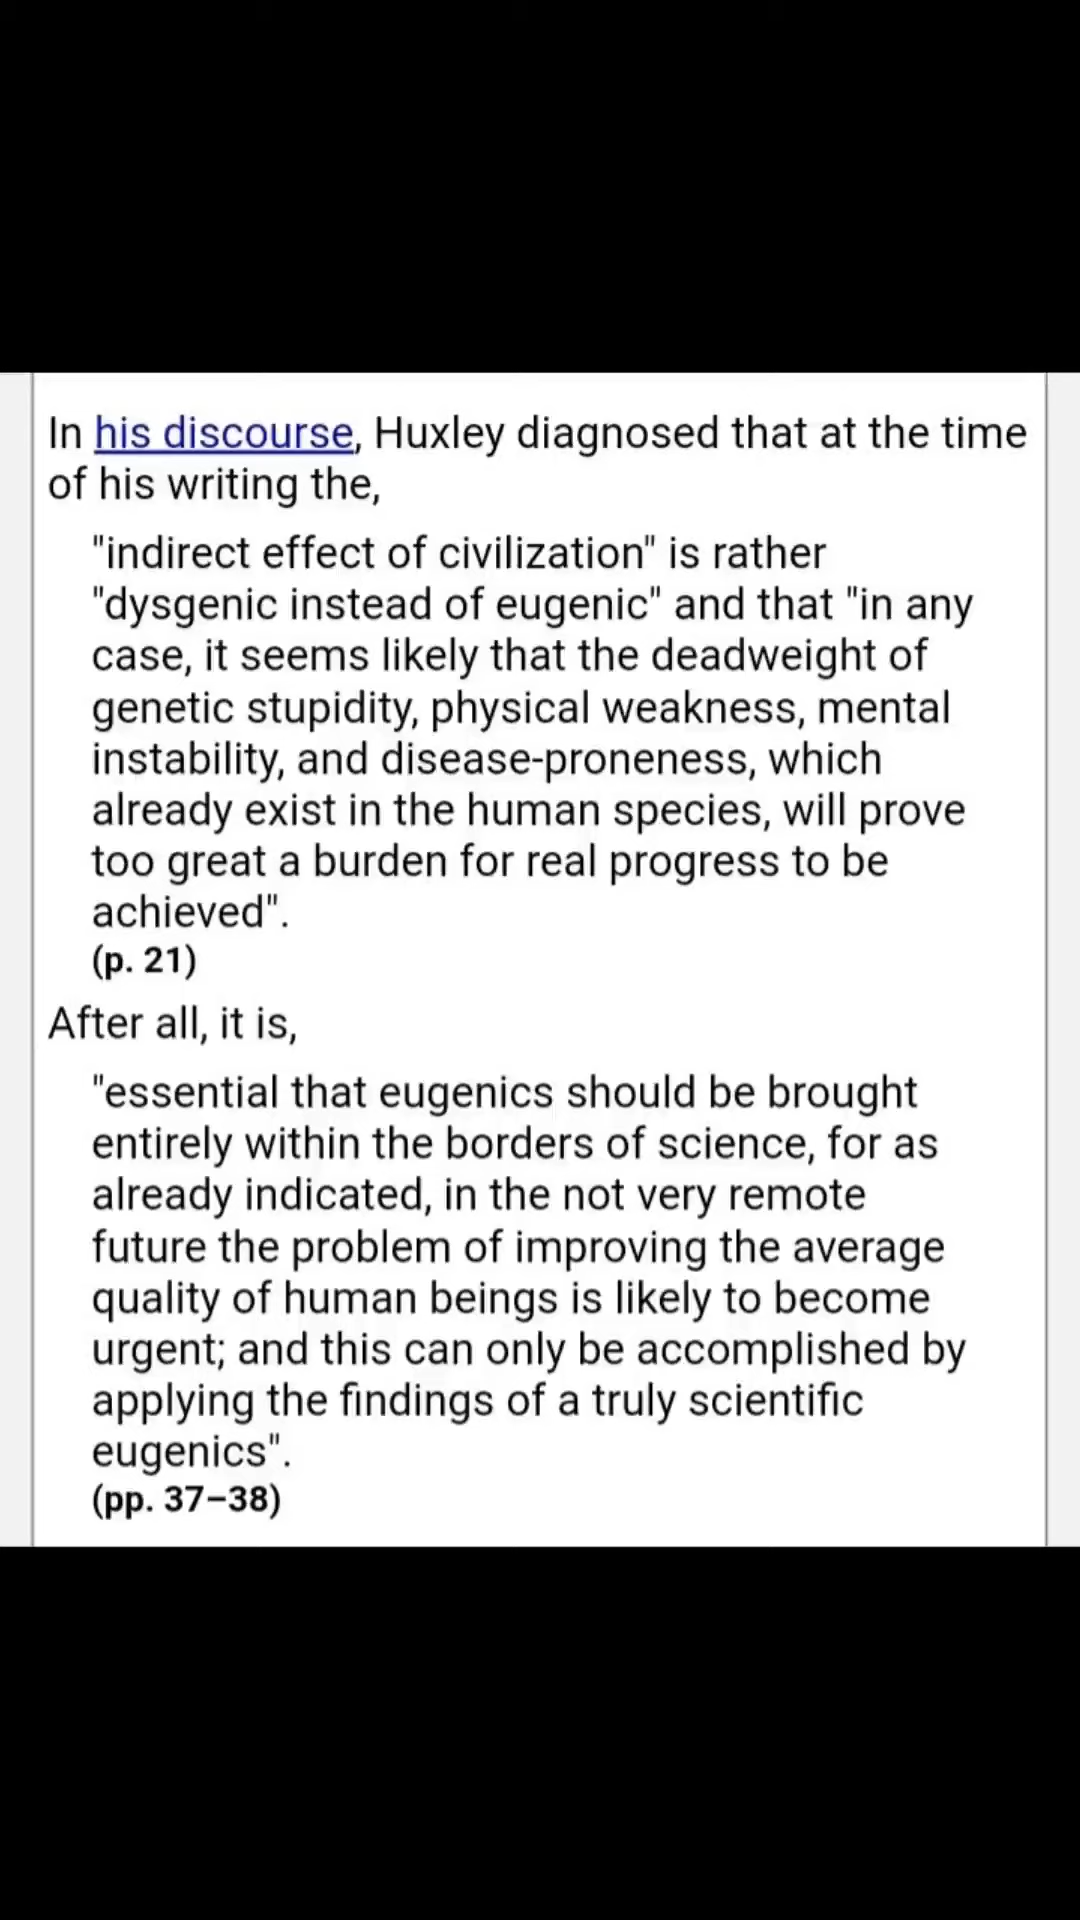 In his discourse, Huxley diagnosed that at the time
of his writing the,
"indirect effect of civilization" is rather
"dysgenic instead of eugenic" and that "in any
case, it seems likely that the deadweight of
genetic stupidity, physical weakness, mental
instability, and disease-proneness, which
already exist in the human species, will prove
too great a burden for real progress to be
achieved".
(p. 21)
After all, it is,
"essential that eugenics should be brought
entirely within the borders of science, for as
already indicated, in the not very remote
future the problem of improving the average
quality of human beings is likely to become
urgent; and this can only be accomplished by
applying the findings of a truly scientific
eugenics".
(pp. 37–38)